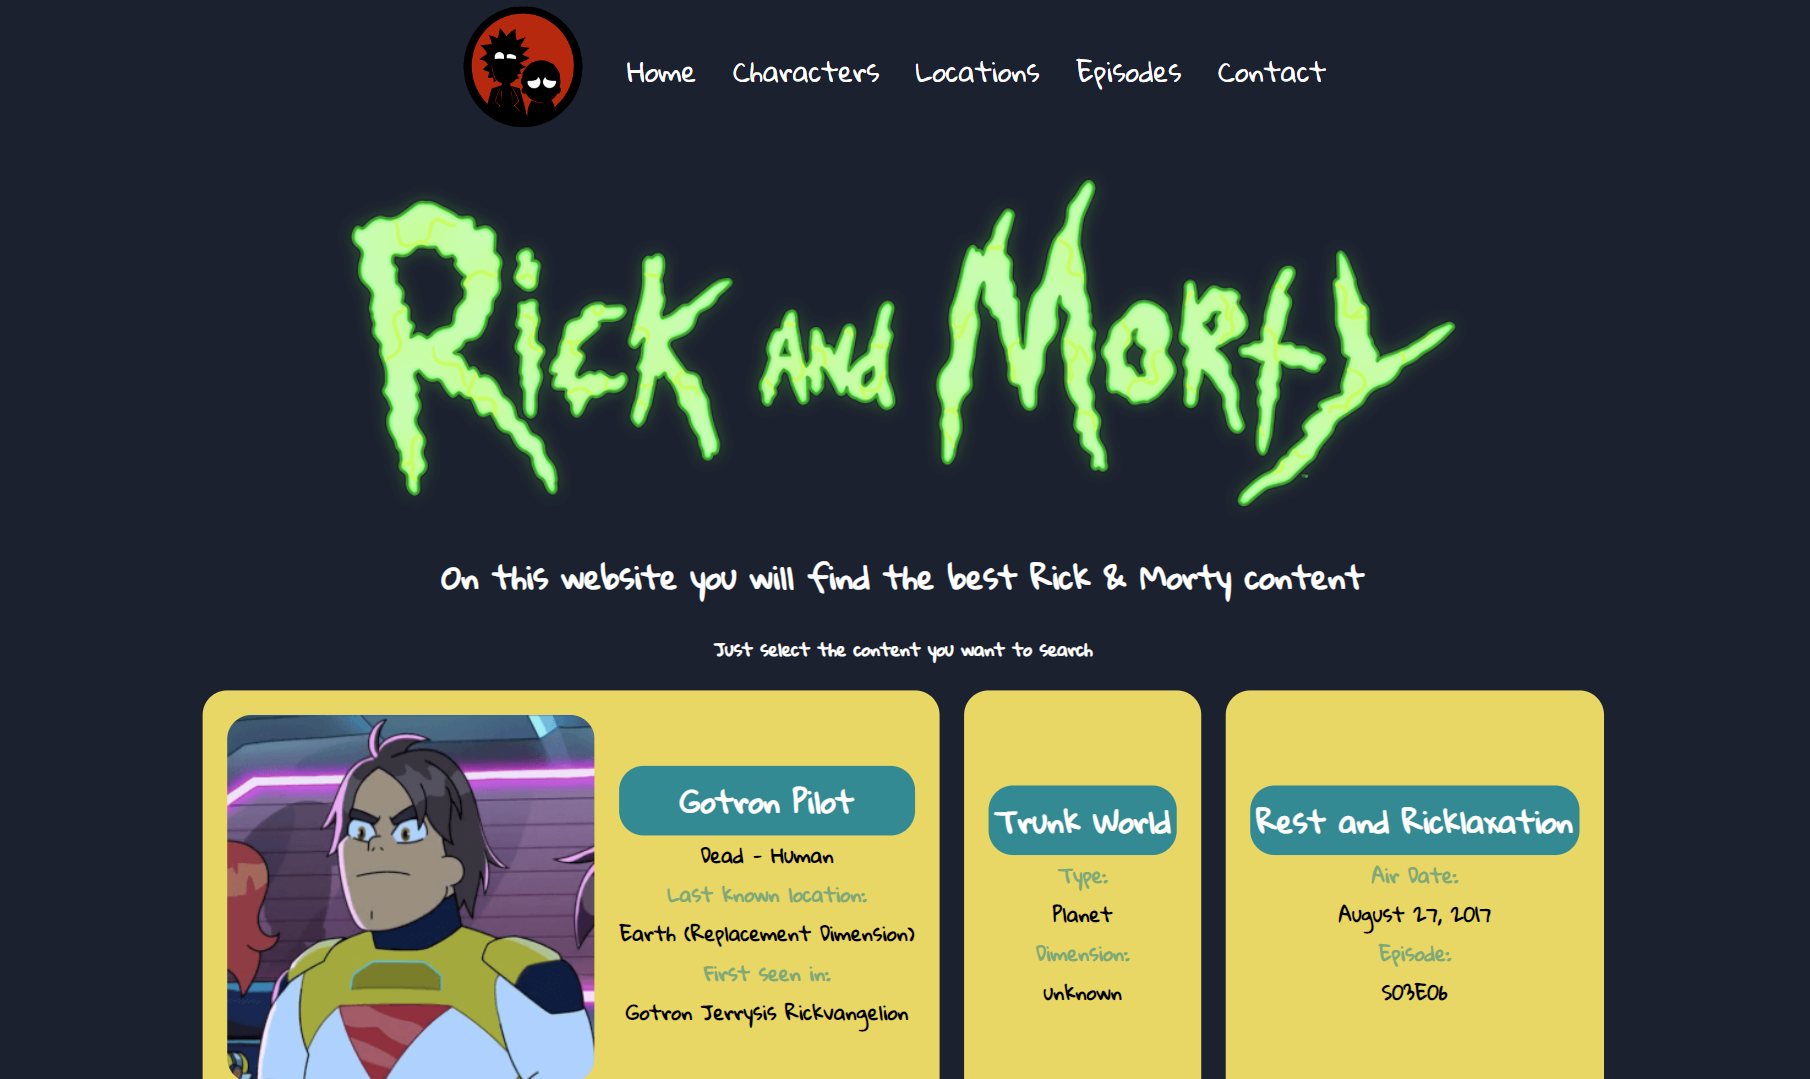 Home Characters Locations Episodes Contact
Rick and Morty
On this website you will find the best Rick & Morty content
Just select the content you want to search
Gotron Pilot
Dead - Human
Last known location:
Earth (Replacement Dimension)
First seen in:
Gotron Jerrysis Rickvangelion
Trunk World
Type:
Planet
Dimension:
unknown
Rest and Ricklaxation
Air Date:
August 27, 2017
Episode:
S03E06